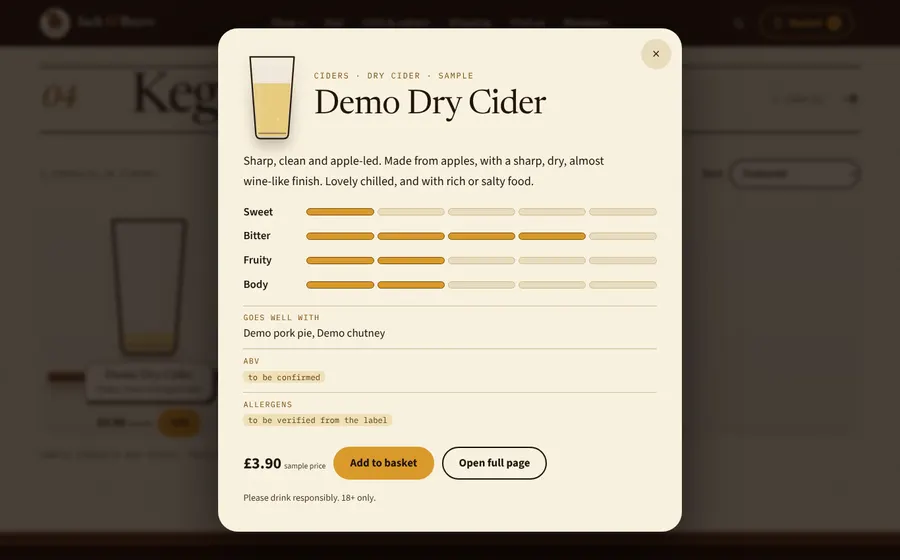 04
Keg
×
CIDERS · DRY CIDER · SAMPLE
Demo Dry Cider
Sharp, clean and apple-led. Made from apples, with a sharp, dry, almost
wine-like finish. Lovely chilled, and with rich or salty food.
Sweet
Bitter
Fruity
Body
GOES WELL WITH
Demo pork pie, Demo chutney
ABV
to be confirmed
ALLERGENS
to be verified from the label
£3.90 sample price
Add to basket
Open full page
Please drink responsibly. 18+ only.